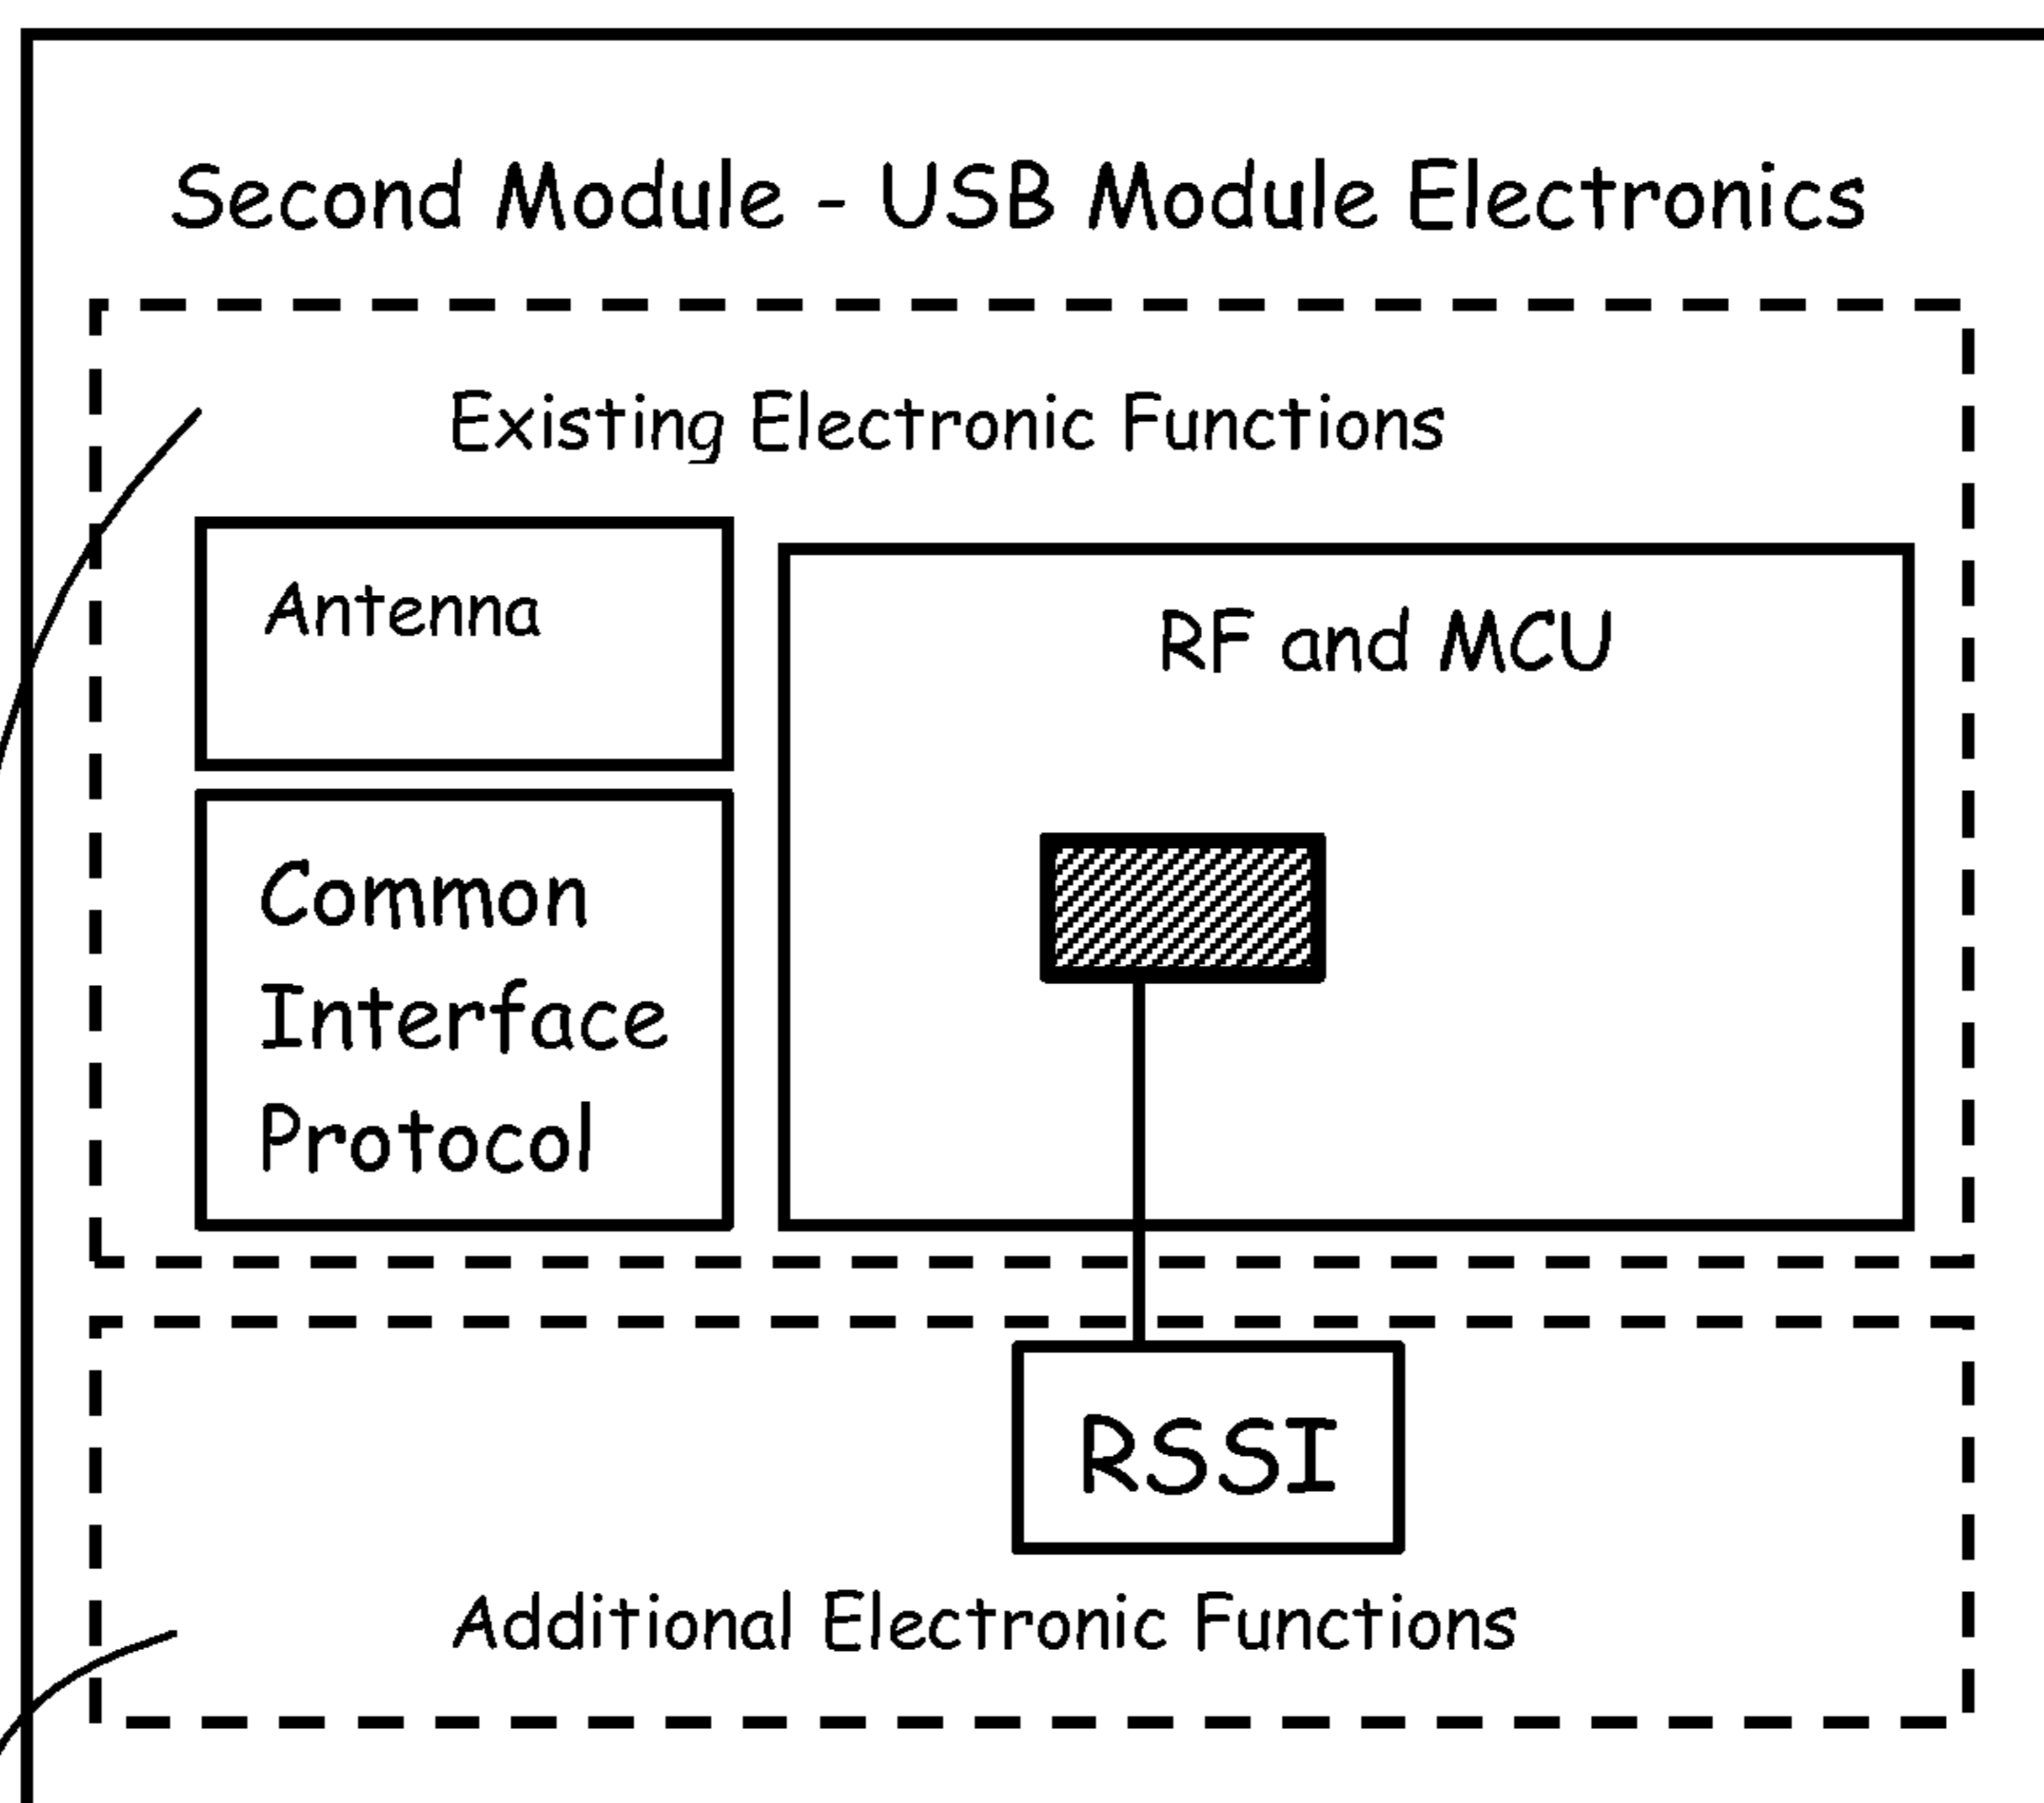 Second Module - USB Module Electronics
Existing Electronic Functions
Antenna
RF and MCU
Common
Interface
Protocol
RSSI
Additional Electronic Functions